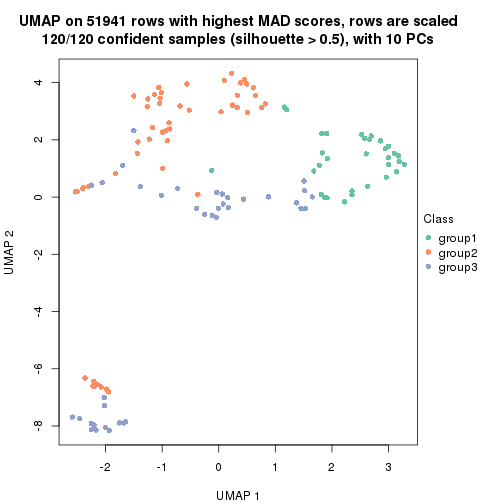 UMAP on 51941 rows with highest MAD scores, rows are scaled
120/120 confident samples (silhouette > 0.5), with 10 PCs
4
2
0
-2
-4
-6
-8
UMAP 2
Class
group1
group2
group3
-2
-1
0
1
2
3
UMAP 1